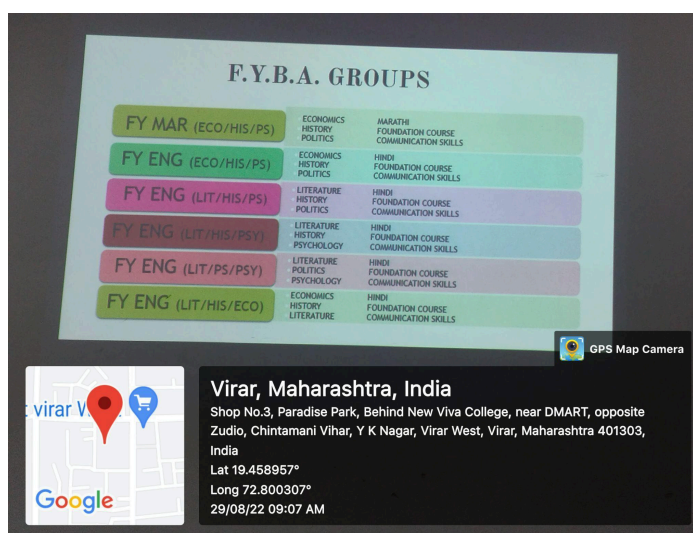 F.Y.B.A. GROUPS
FY MAR (ECO/HIS/PS)
ECONOMICS MARATHI
HISTORY FOUNDATION COURSE
POLITICS COMMUNICATION SKILLS
FY ENG (ECO/HIS/PS)
ECONOMICS HINDI
HISTORY FOUNDATION COURSE
POLITICS COMMUNICATION SKILLS
FY ENG (LIT/HIS/PS)
LITERATURE HINDI
HISTORY FOUNDATION COURSE
POLITICS COMMUNICATION SKILLS
FY ENG (LIT/HIS/PSY)
LITERATURE HINDI
HISTORY FOUNDATION COURSE
PSYCHOLOGY COMMUNICATION SKILLS
FY ENG (LIT/PS/PSY)
LITERATURE HINDI
POLITICS FOUNDATION COURSE
PSYCHOLOGY COMMUNICATION SKILLS
FY ENG (LIT/HIS/ECO)
ECONOMICS HINDI
HISTORY FOUNDATION COURSE
LITERATURE COMMUNICATION SKILLS
GPS Map Camera
virar
Google
Virar, Maharashtra, India
Shop No.3, Paradise Park, Behind New Viva College, near DMART, opposite
Zudio, Chintamani Vihar, Y K Nagar, Virar West, Virar, Maharashtra 401303,
India
Lat 19.458957°
Long 72.800307°
29/08/22 09:07 AM